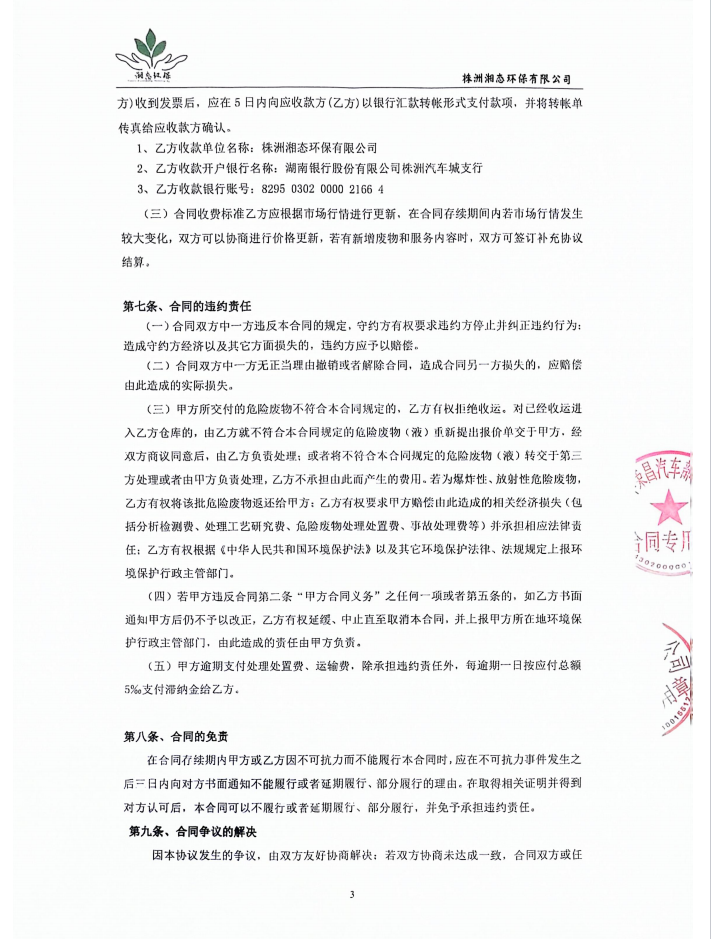 湘态环保
株洲湘态环保有限公司
方)收到发票后，应在 5 日内向应收款方(乙方)以银行汇款转帐形式支付款项，并将转帐单
传真给应收款方确认。
1、乙方收款单位名称：株洲湘态环保有限公司
2、乙方收款开户银行名称：湖南银行股份有限公司株洲汽车城支行
3、乙方收款银行账号：8295 0302 0000 2166 4
（三）合同收费标准乙方应根据市场行情进行更新，在合同存续期间内若市场行情发生
较大变化，双方可以协商进行价格更新，若有新增废物和服务内容时，双方可签订补充协议
结算。
第七条、合同的违约责任
（一）合同双方中一方违反本合同的规定，守约方有权要求违约方停止并纠正违约行为；
造成守约方经济以及其它方面损失的，违约方应予以赔偿。
（二）合同双方中一方无正当理由撤销或者解除合同，造成合同另一方损失的，应赔偿
由此造成的实际损失。
（三）甲方所交付的危险废物不符合本合同规定的，乙方有权拒绝收运。对已经收运进
入乙方仓库的，由乙方就不符合本合同规定的危险废物（液）重新提出报价单交于甲方，经
双方商议同意后，由乙方负责处理；或者将不符合本合同规定的危险废物（液）转交于第三
方处理或者由甲方负责处理，乙方不承担由此而产生的费用。若为爆炸性、放射性危险废物，
乙方有权将该批危险废物返还给甲方；乙方有权要求甲方赔偿由此造成的相关经济损失（包
括分析检测费、处理工艺研究费、危险废物处理处置费、事故处理费等）并承担相应法律责
任；乙方有权根据《中华人民共和国环境保护法》以及其它环境保护法律、法规规定上报环
境保护行政主管部门。
（四）若甲方违反合同第二条“甲方合同义务”之任何一项或者第五条的，如乙方书面
通知甲方后仍不予以改正，乙方有权延缓、中止直至取消本合同，并上报甲方所在地环境保
护行政主管部门，由此造成的责任由甲方负责。
（五）甲方逾期支付处理处置费、运输费，除承担违约责任外，每逾期一日按应付总额
5‰支付滞纳金给乙方。
第八条、合同的免责
在合同存续期内甲方或乙方因不可抗力而不能履行本合同时，应在不可抗力事件发生之
后三日内向对方书面通知不能履行或者延期履行、部分履行的理由。在取得相关证明并得到
对方认可后，本合同可以不履行或者延期履行、部分履行，并免予承担违约责任。
第九条、合同争议的解决
因本协议发生的争议，由双方友好协商解决；若双方协商未达成一致，合同双方或任
3
昌汽车
合同专用
公司
用章